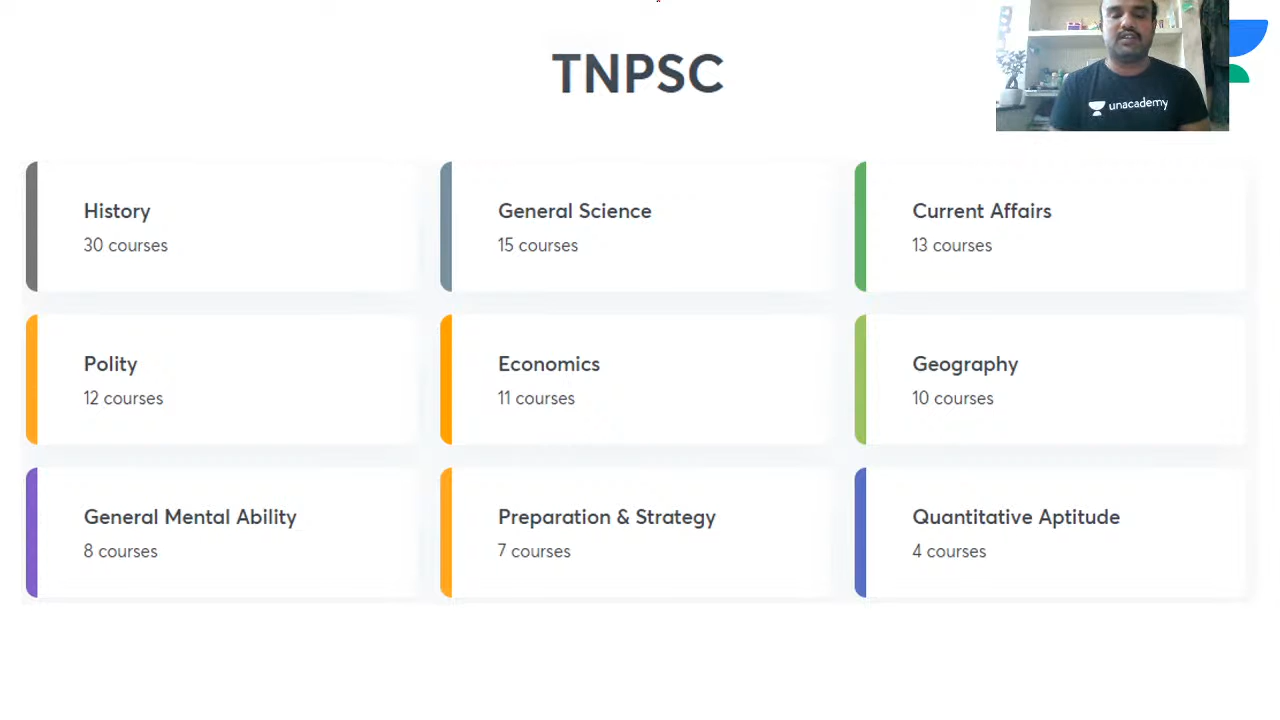 TNPSC
unacademy
History
30 courses
General Science
15 courses
Current Affairs
13 courses
Polity
12 courses
Economics
11 courses
Geography
10 courses
General Mental Ability
8 courses
Preparation & Strategy
7 courses
Quantitative Aptitude
4 courses